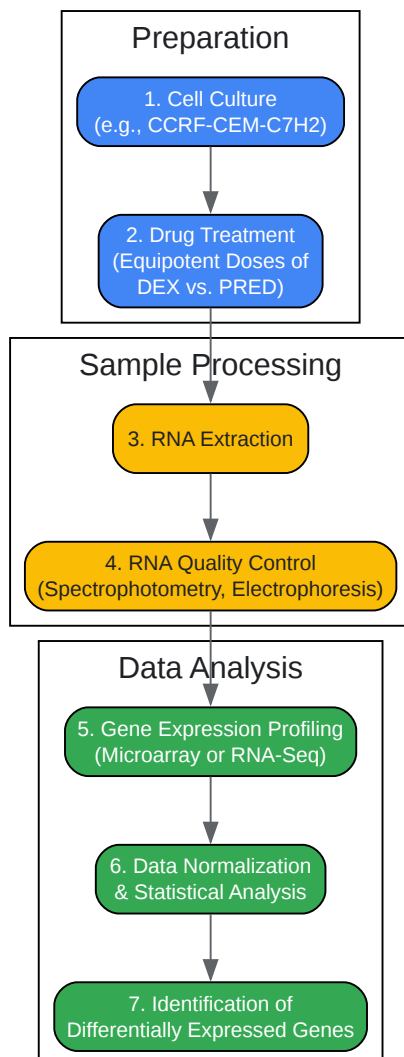 Preparation
1. Cell Culture
(e.g., CCRF-CEM-C7H2)
2. Drug Treatment
(Equipotent Doses of
DEX vs. PRED)
Sample Processing
3. RNA Extraction
4. RNA Quality Control
(Spectrophotometry, Electrophoresis)
Data Analysis
5. Gene Expression Profiling
(Microarray or RNA-Seq)
6. Data Normalization
& Statistical Analysis
7. Identification of
Differentially Expressed Genes